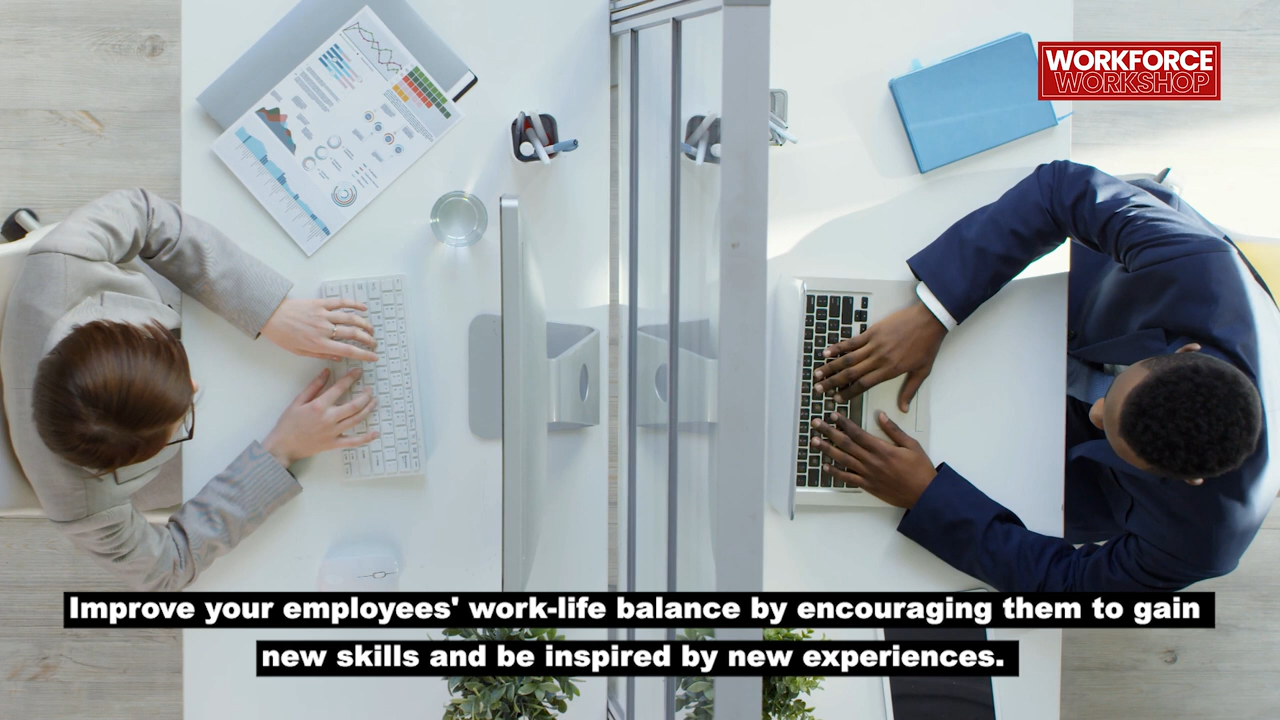 WORKFORCE
WORKSHOP
Improve your employees' work-life balance by encouraging them to gain
new skills and be inspired by new experiences.